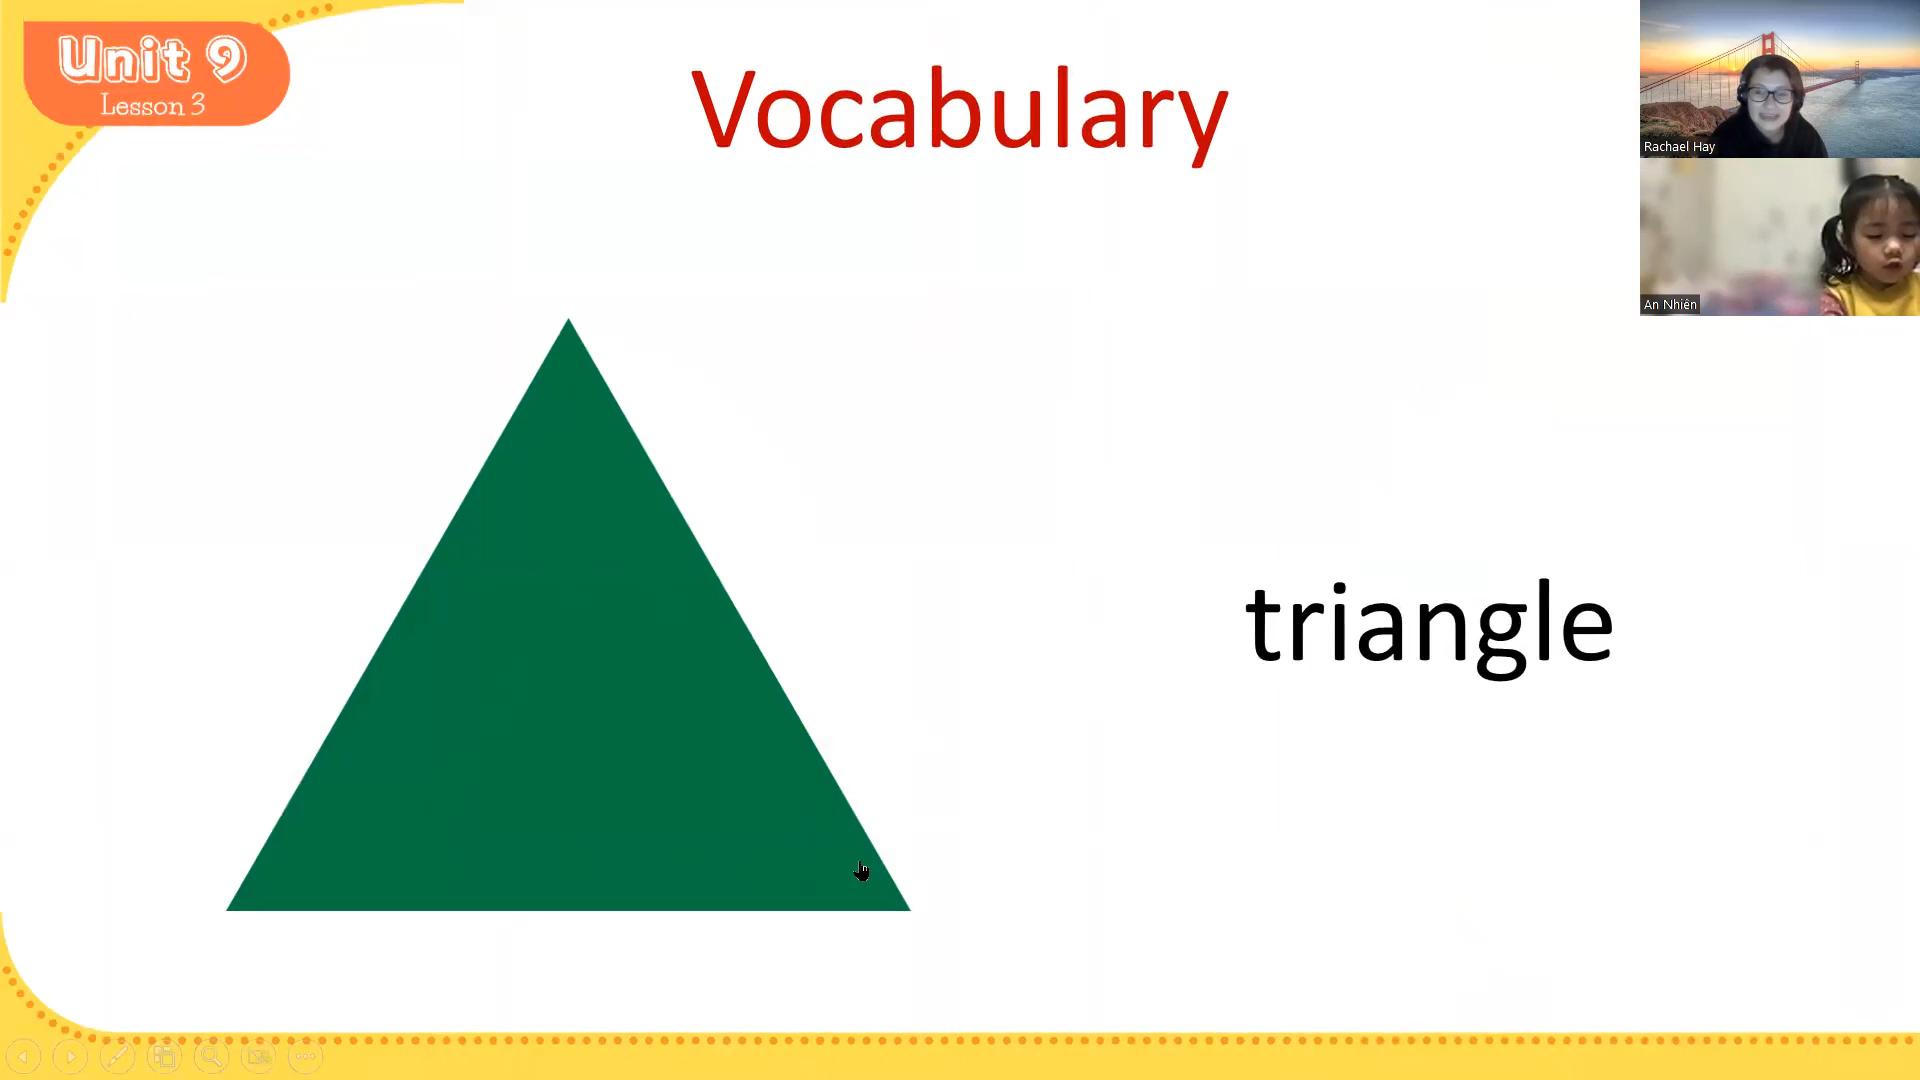 Unit 9
Lesson 3
Vocabulary
Rachael Hay
An Nhiên
triangle